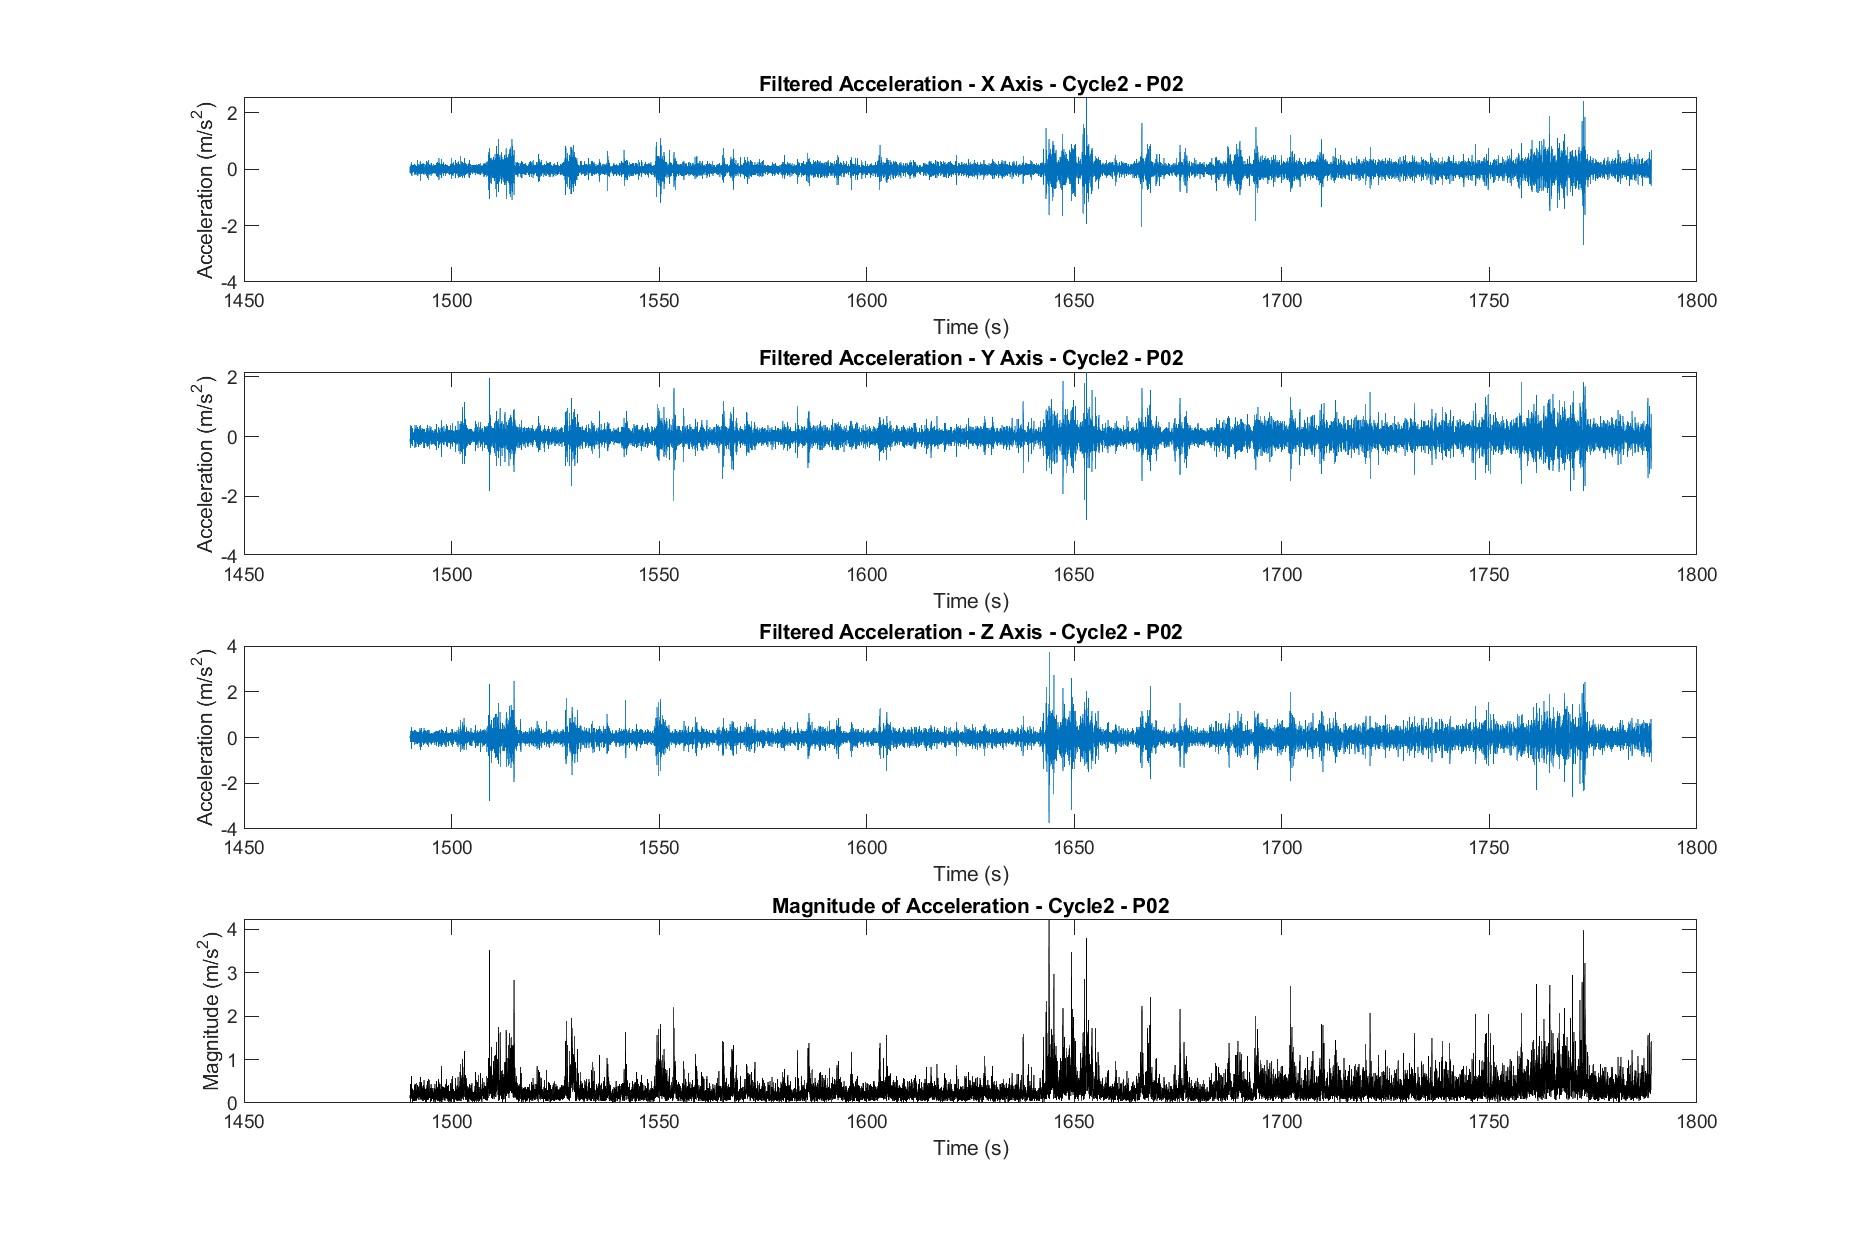 Filtered Acceleration - X Axis - Cycle2 - P02
Acceleration (m/s²)
2
0
-2
-4
1450 1500 1550 1600 1650 1700 1750 1800
Time (s)
Filtered Acceleration - Y Axis - Cycle2 - P02
Acceleration (m/s²)
2
0
-2
-4
1450 1500 1550 1600 1650 1700 1750 1800
Time (s)
Filtered Acceleration - Z Axis - Cycle2 - P02
Acceleration (m/s²)
4
2
0
-2
-4
1450 1500 1550 1600 1650 1700 1750 1800
Time (s)
Magnitude of Acceleration - Cycle2 - P02
Magnitude (m/s²)
4
3
2
1
0
1450 1500 1550 1600 1650 1700 1750 1800
Time (s)